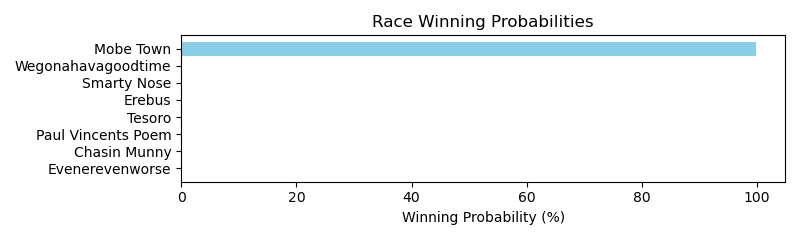 Race Winning Probabilities
Mobe Town
Wegonahavagoodtime
Smarty Nose
Erebus
Tesoro
Paul Vincents Poem
Chasin Munny
Evenerevenworse
0 20 40 60 80 100
Winning Probability (%)